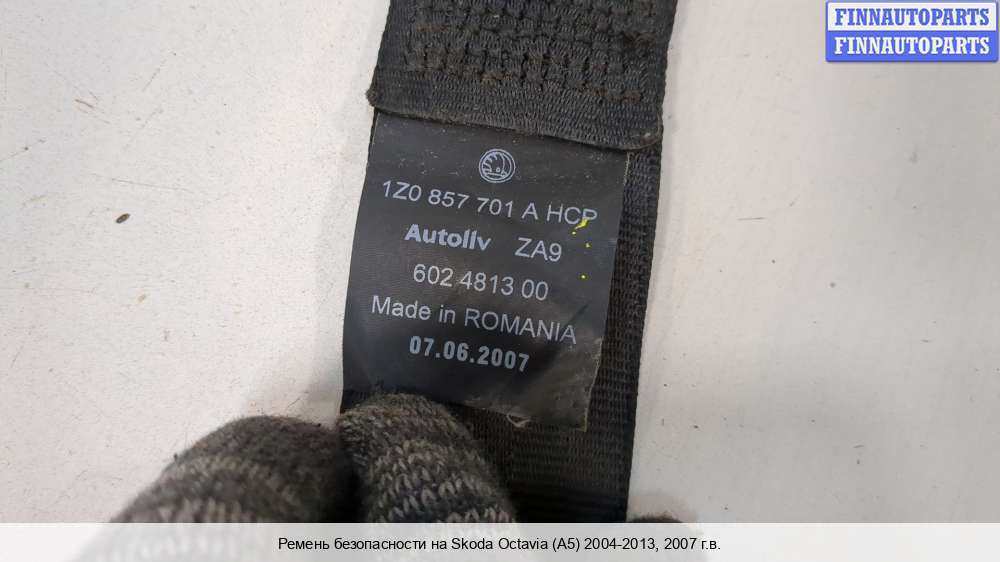 FINNAUTOPARTS
FINNAUTOPARTS
1Z0 857 701 A HCP
Autoliv ZA9
602 4813 00
Made in ROMANIA
07.06.2007
Ремень безопасности на Skoda Octavia (A5) 2004-2013, 2007 г.в.